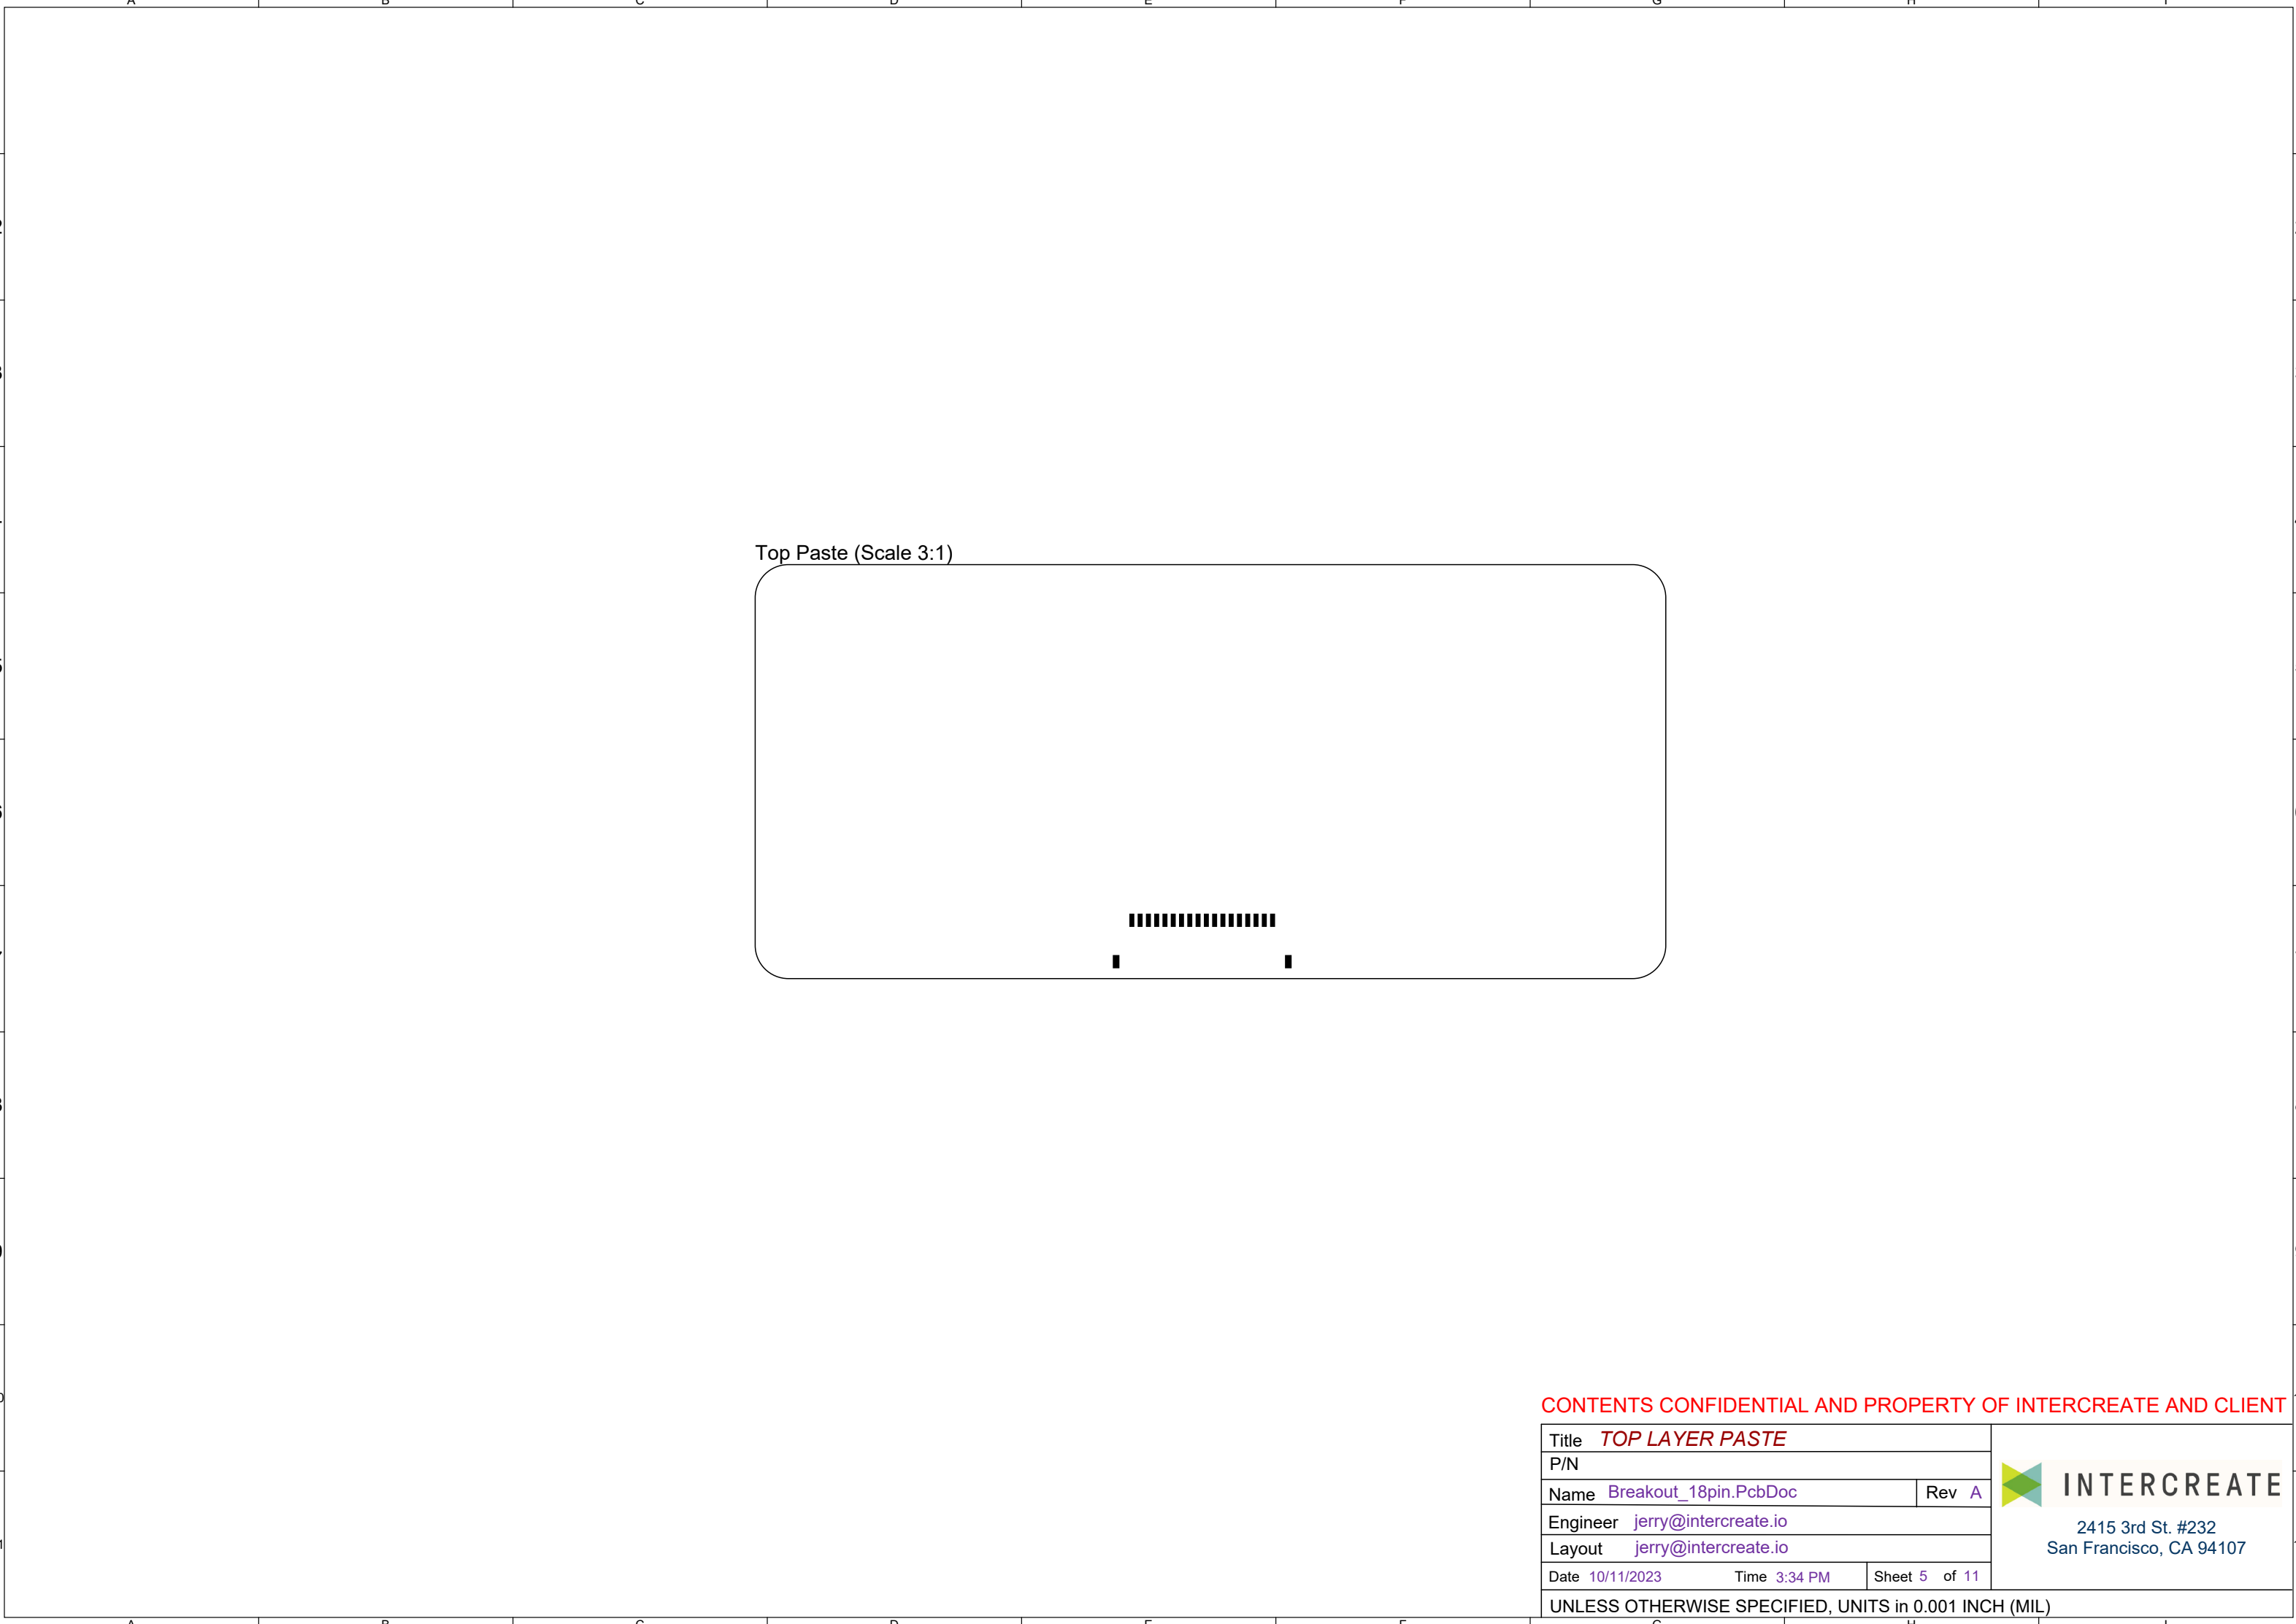 A B C D E F G H I
Top Paste (Scale 3:1)
CONTENTS CONFIDENTIAL AND PROPERTY OF INTERCREATE AND CLIENT
Title TOP LAYER PASTE
P/N
Name Breakout_18pin.PcbDoc Rev A
Engineer jerry@intercreate.io
Layout jerry@intercreate.io
Date 10/11/2023 Time 3:34 PM Sheet 5 of 11
UNLESS OTHERWISE SPECIFIED, UNITS in 0.001 INCH (MIL)
INTERCREATE
2415 3rd St. #232
San Francisco, CA 94107